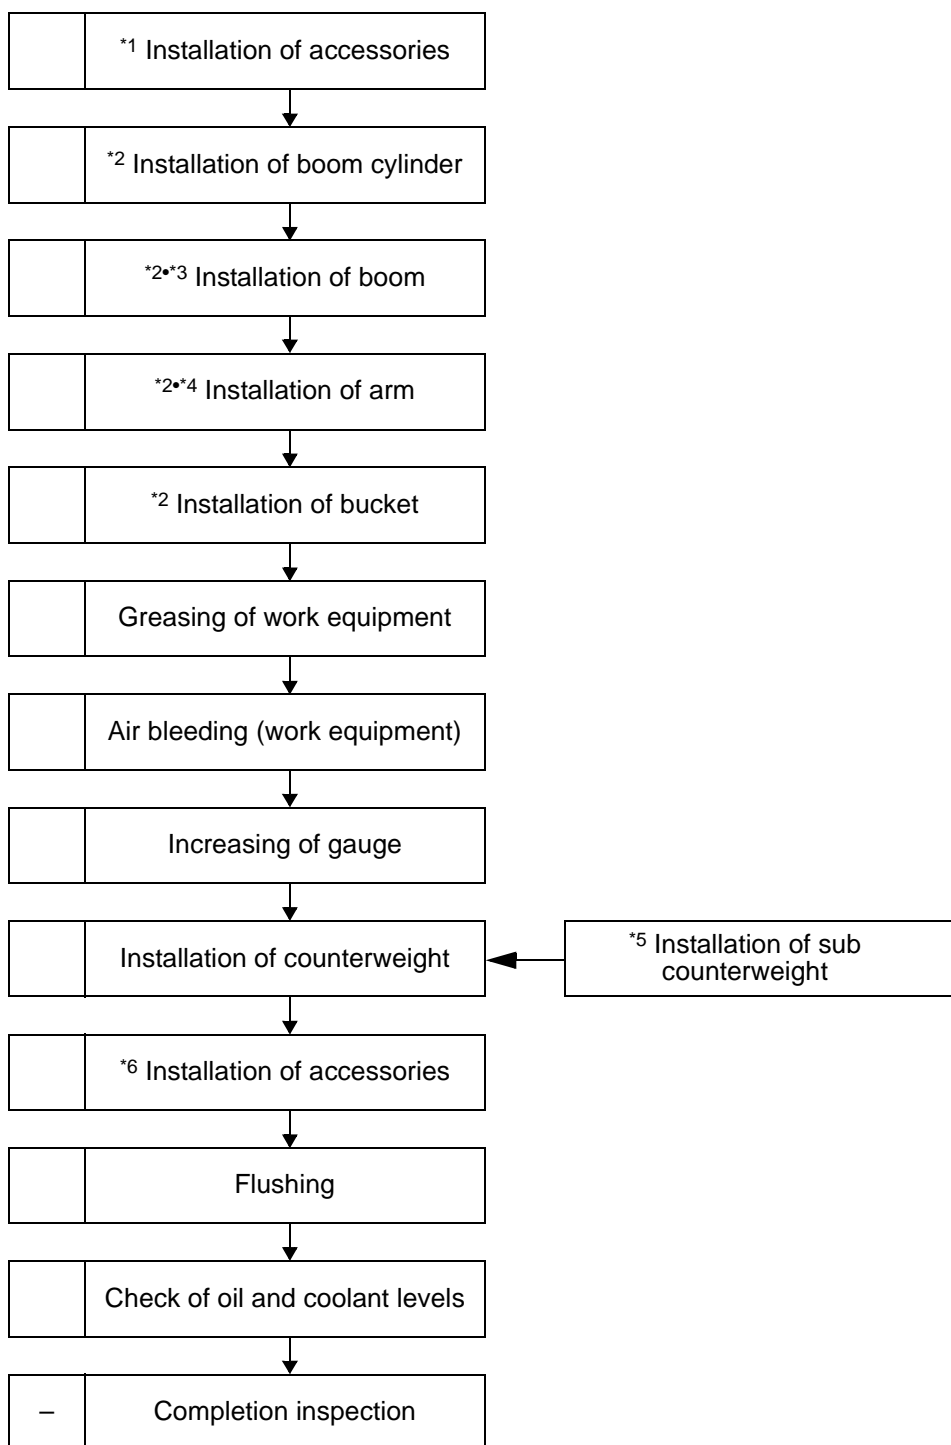 *1 Installation of accessories
*2 Installation of boom cylinder
*2•*3 Installation of boom
*2•*4 Installation of arm
*2 Installation of bucket
Greasing of work equipment
Air bleeding (work equipment)
Increasing of gauge
Installation of counterweight
*5 Installation of sub
counterweight
*6 Installation of accessories
Flushing
Check of oil and coolant levels
– Completion inspection